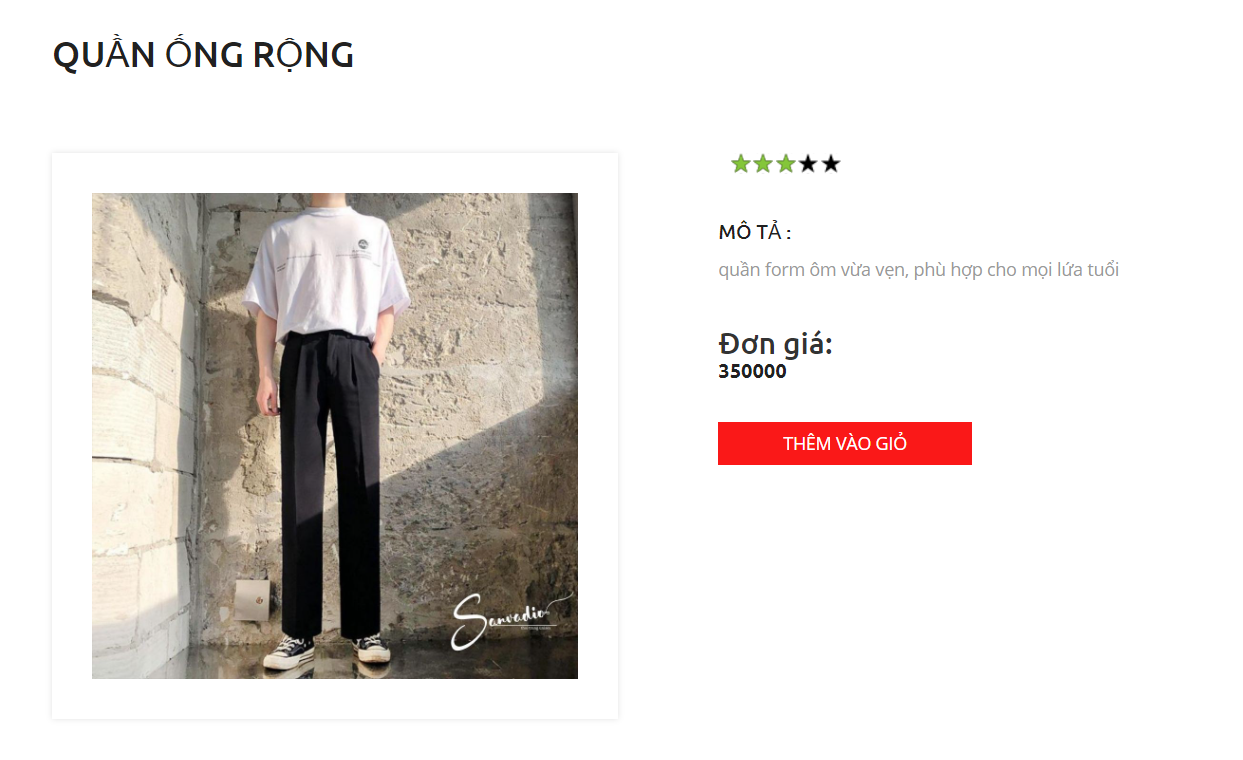 QUẦN ỐNG RỘNG
MÔ TẢ :
quần form ôm vừa vẹn, phù hợp cho mọi lứa tuổi
Đơn giá:
350000
THÊM VÀO GIỎ
Sanvadio